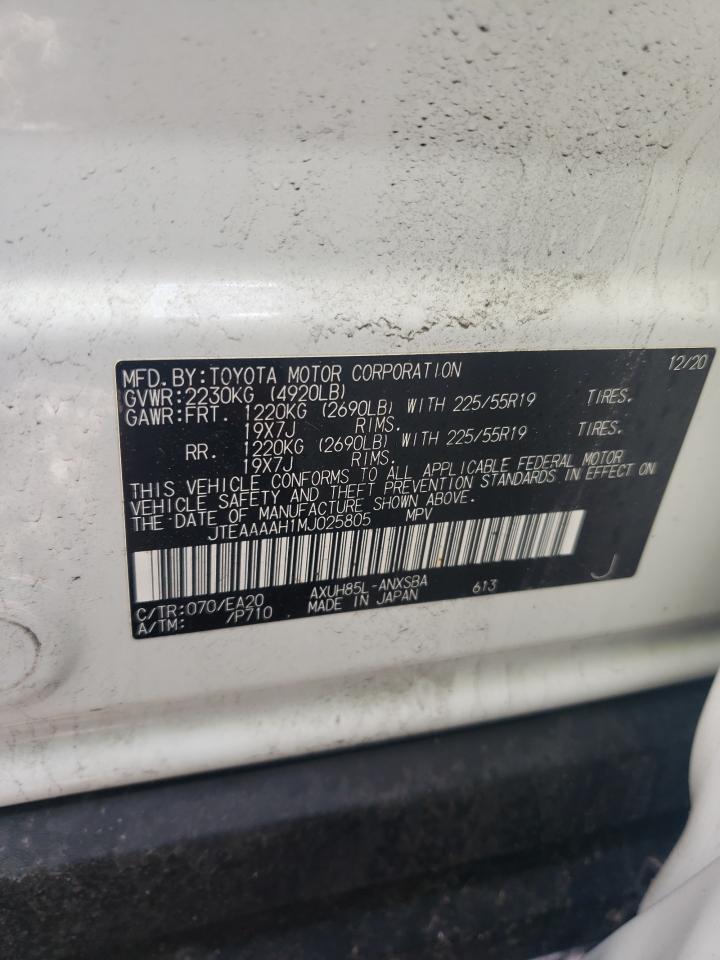 12/20
MFD.BY:TOYOTA MOTOR CORPORATION
GVWR:2230KG (4920LB)
GAWR:FRT. 1220KG (2690LB) WITH 225/55R19 TIRES.
19X7J RIMS.
RR. 1220KG (2690LB) WITH 225/55R19 TIRES.
19X7J RIMS.
THIS VEHICLE CONFORMS TO ALL APPLICABLE FEDERAL MOTOR
VEHICLE SAFETY AND THEFT PREVENTION STANDARDS IN EFFECT ON
THE DATE OF MANUFACTURE SHOWN ABOVE.
JTEAAAAH1MJ025805 MPV
C/TR:070/EA20 AXUH85L-ANXSBA 613 J
A/TM: /P710 MADE IN JAPAN